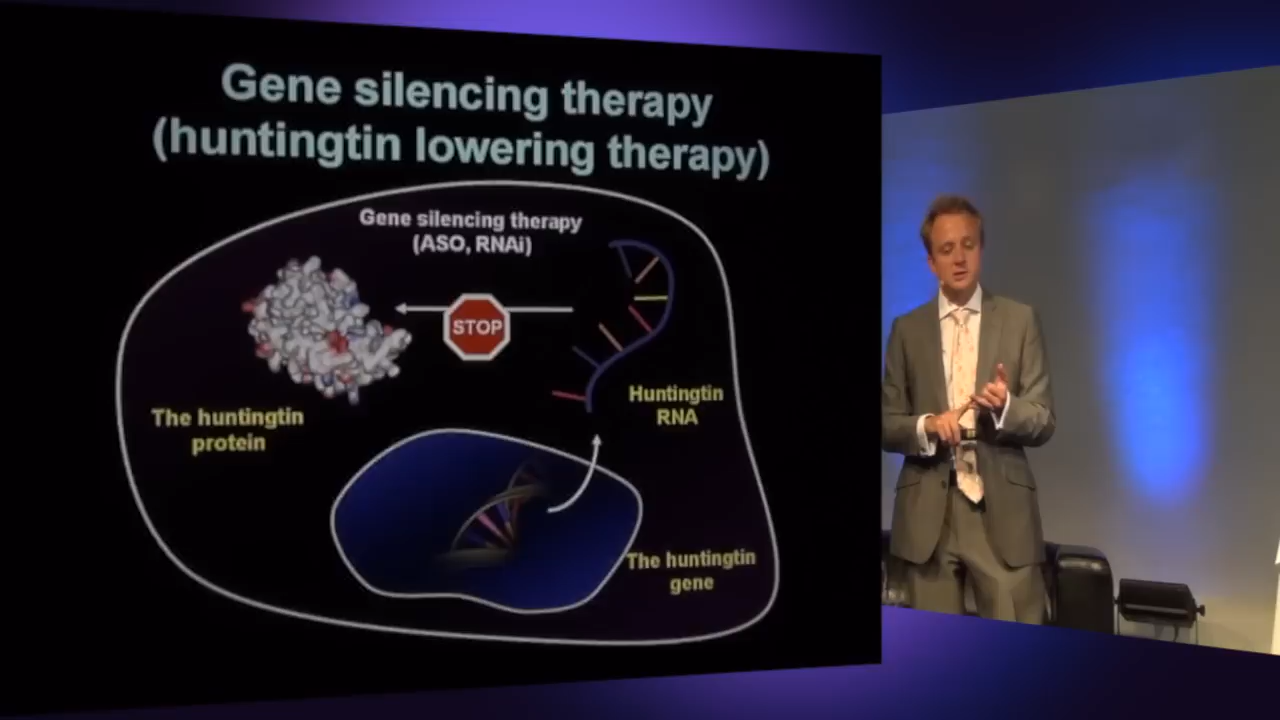 Gene silencing therapy
(huntingtin lowering therapy)
Gene silencing therapy
(ASO, RNAi)
STOP
Huntingtin
RNA
The huntingtin
protein
The huntingtin
gene